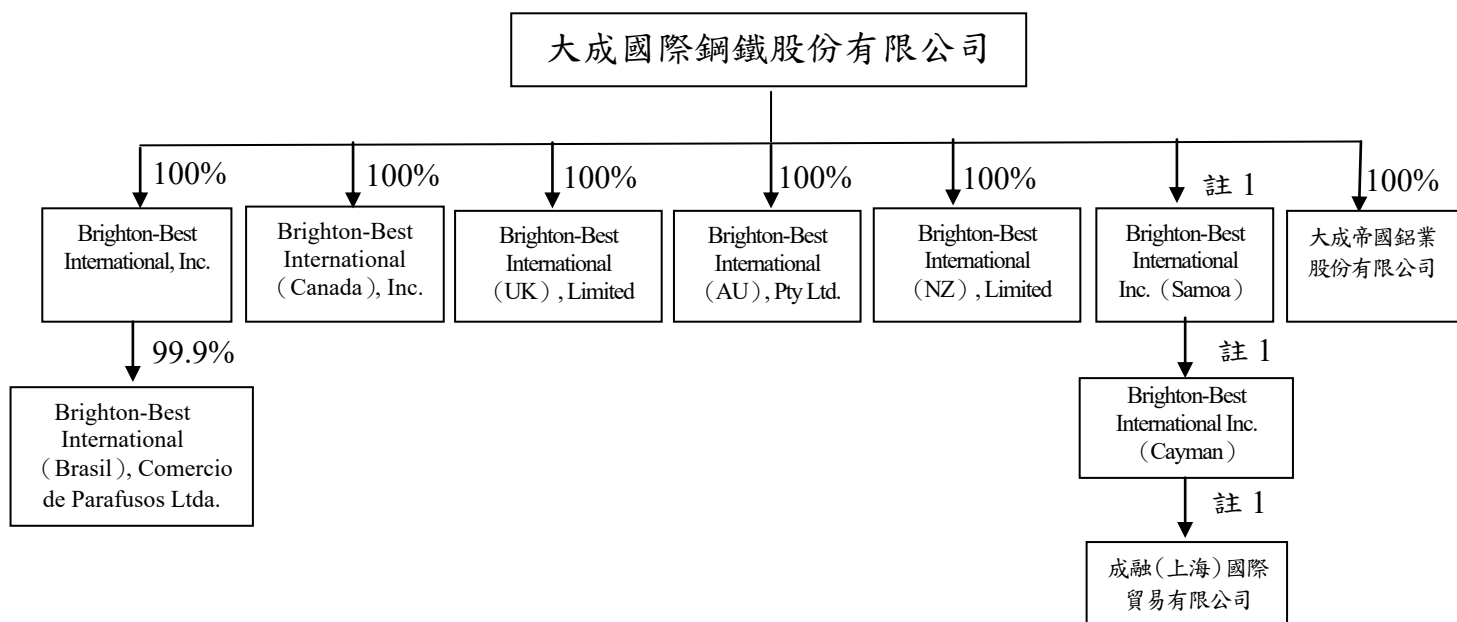 大成國際鋼鐵股份有限公司
100%
100%
100%
100%
100%
註 1
100%
Brighton-Best
International, Inc.
Brighton-Best
International
（Canada）, Inc.
Brighton-Best
International
（UK）, Limited
Brighton-Best
International
（AU）, Pty Ltd.
Brighton-Best
International
（NZ）, Limited
Brighton-Best
International
Inc.（Samoa）
大成帝國鋁業
股份有限公司
99.9%
註 1
Brighton-Best
International
（Brasil）, Comercio
de Parafusos Ltda.
Brighton-Best
International Inc.
（Cayman）
註 1
成融（上海）國際
貿易有限公司